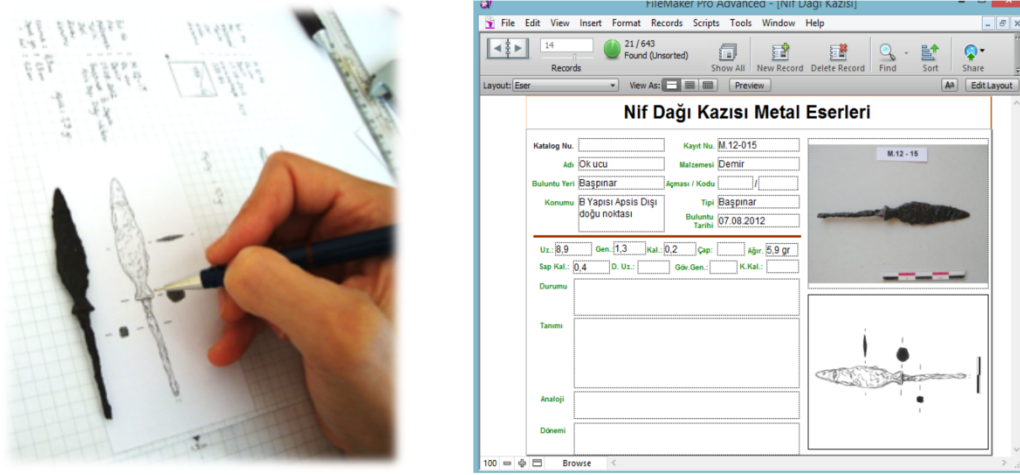 FileMaker Pro Advanced - [Nif Dağı Kazısı]
File Edit View Insert Format Records Scripts Tools Window Help
14
21 / 643
Found (Unsorted)
Records
Show All New Record Delete Record Find Sort Share
Layout: Eser View As: Preview Aa Edit Layout
Nif Dağı Kazısı Metal Eserleri
Katalog Nu. Kayıt Nu. M.12-015
Adı Ok ucu Malzemesi Demir
Buluntu Yeri Başpınar Açması / Kodu /
Konumu B Yapısı Apsis Dışı doğu noktası
Tipi Başpınar
Buluntu Tarihi 07.08.2012
M.12 - 15
Uz.: 8,9 Gen.: 1,3 Kal.: 0,2 Çap: Ağır. 5,9 gr
Sap Kal.: 0,4 D. Uz.: Göv.Gen.: K.Kal.:
Durumu
Tanımı
Analoji
Dönemi
100 Browse